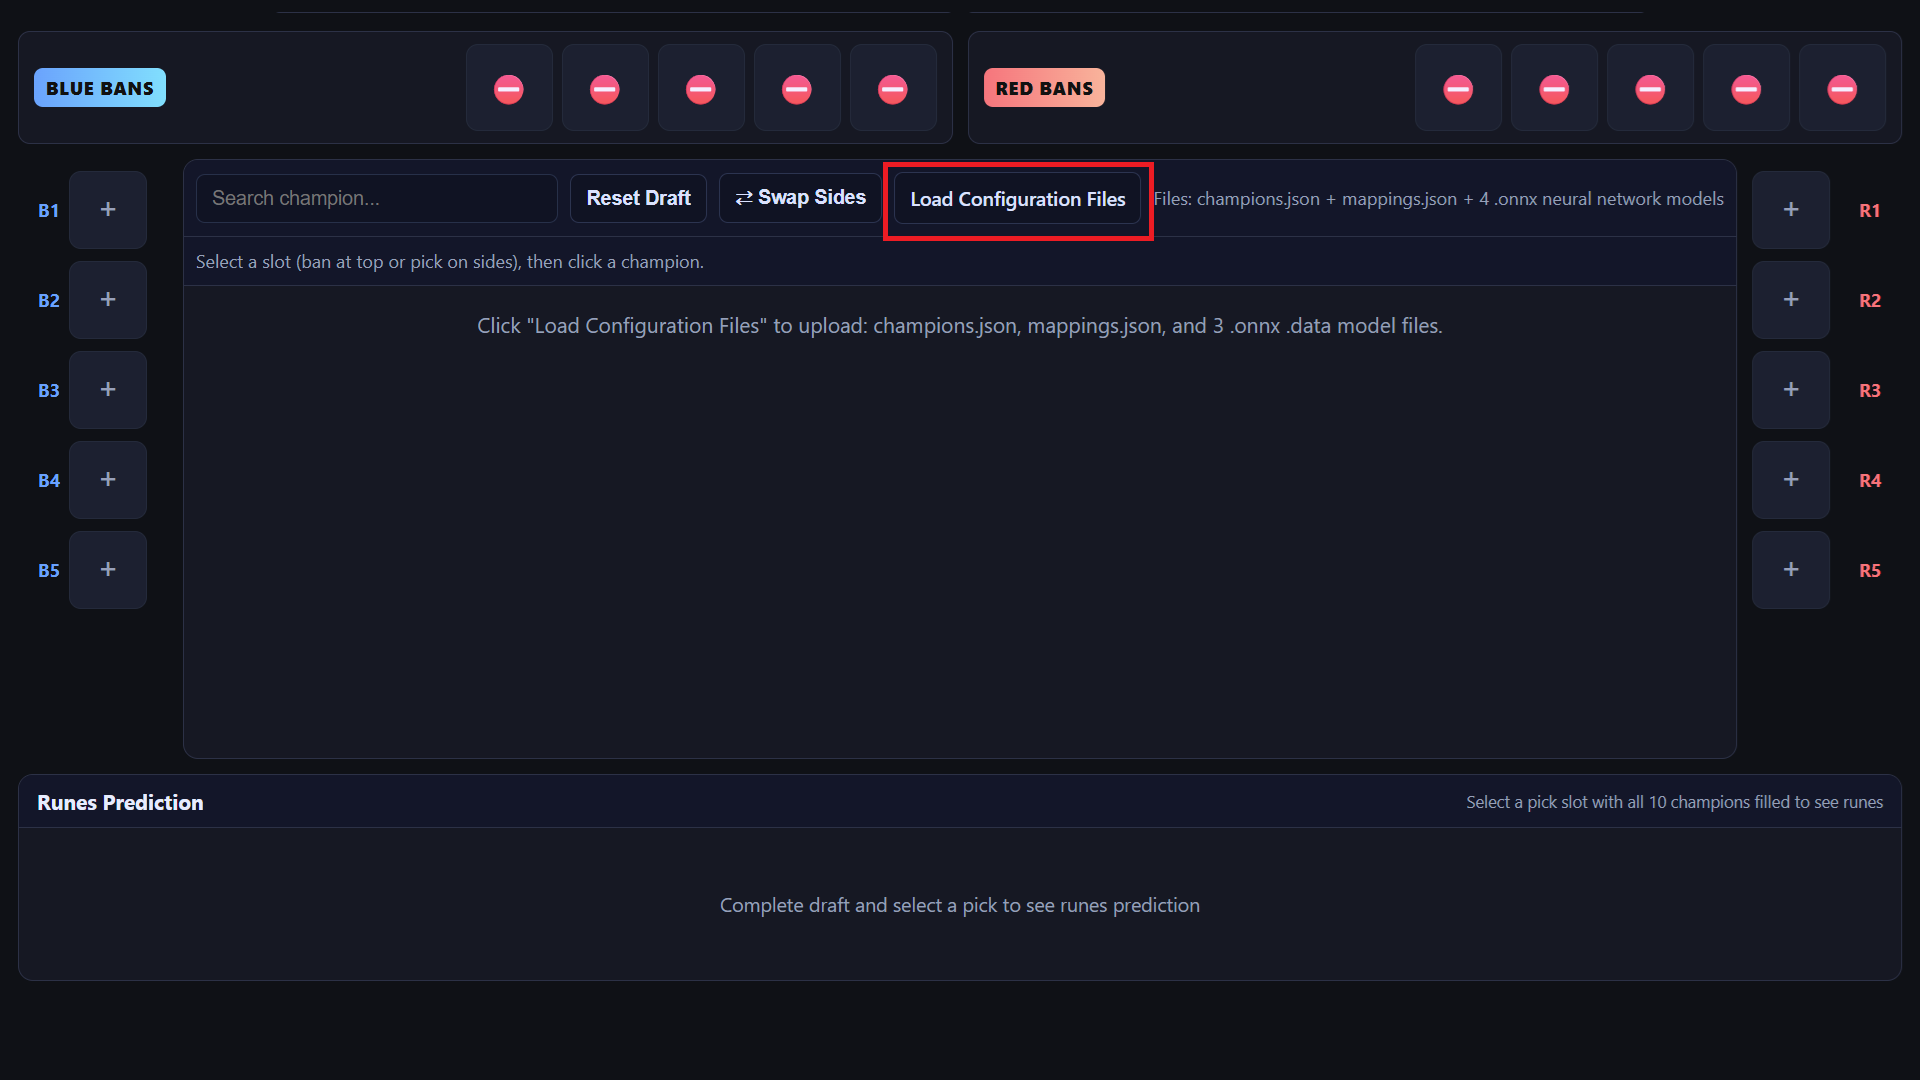 BLUE BANS
RED BANS
B1
+
Search champion...
Reset Draft
⇄ Swap Sides
Load Configuration Files
Files: champions.json + mappings.json + 4 .onnx neural network models
+
R1
Select a slot (ban at top or pick on sides), then click a champion.
B2
+
Click "Load Configuration Files" to upload: champions.json, mappings.json, and 3 .onnx .data model files.
+
R2
B3
+
+
R3
B4
+
+
R4
B5
+
+
R5
Runes Prediction
Select a pick slot with all 10 champions filled to see runes
Complete draft and select a pick to see runes prediction